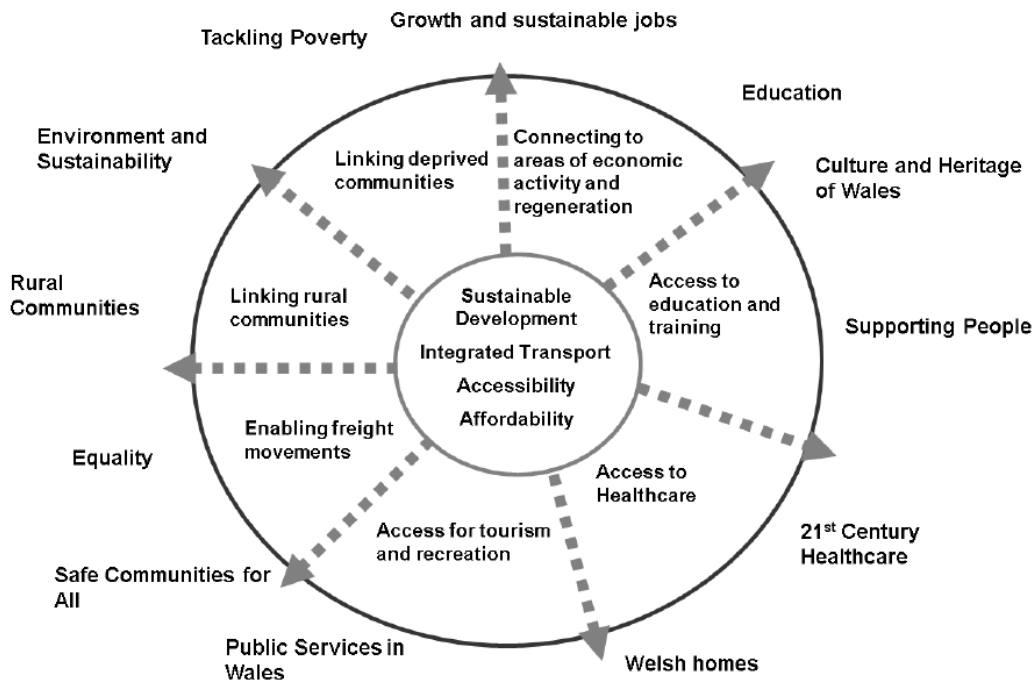 Growth and sustainable jobs
Tackling Poverty
Education
Environment and
Sustainability
Culture and Heritage
of Wales
Rural
Communities
Supporting People
Equality
21st Century
Healthcare
Safe Communities for
All
Public Services in
Wales
Welsh homes
Linking deprived
communities
Connecting to
areas of economic
activity and
regeneration
Linking rural
communities
Access to
education and
training
Enabling freight
movements
Access to
Healthcare
Access for tourism
and recreation
Sustainable
Development
Integrated Transport
Accessibility
Affordability